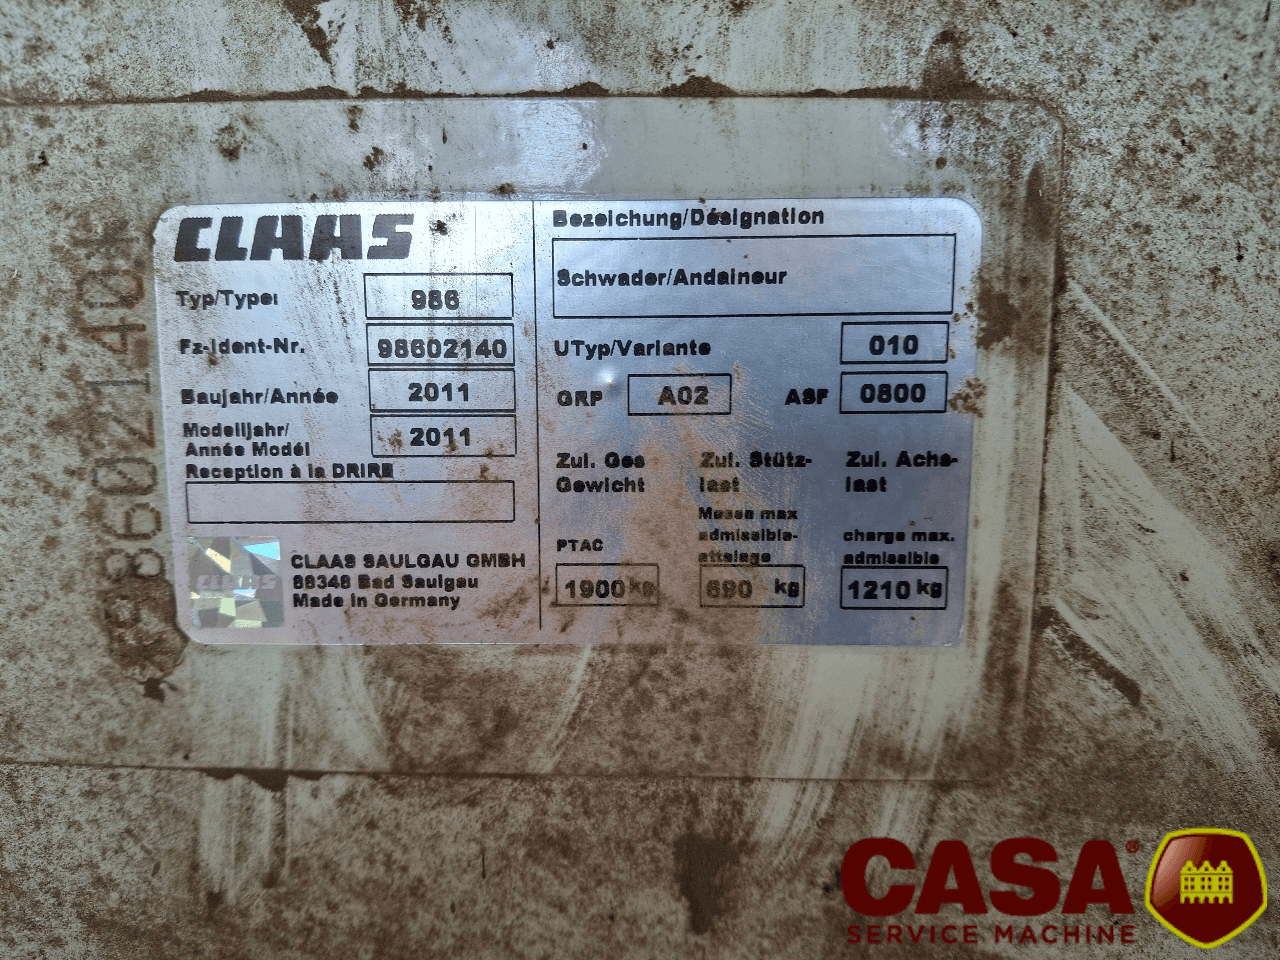 CLAAS
Typ/Type:
986
Fz-Ident-Nr.
98602140
Baujahr/Année
2011
Modelljahr/
Année Modél
2011
Reception à la DRIRE
CLAAS
CLAAS SAULGAU GMBH
88348 Bad Saulgau
Made in Germany
Bezeichung/Désignation
Schwader/Andaineur
UTyp/Variante
010
GRP
A02
ASF
0800
Zul. Ges
Gewicht
PTAC
1900 kg
Zul. Stütz-
last
Masse max
admissible-
attelage
690 kg
Zul. Achs-
last
charge max.
admissible
1210 kg
98602140
CASA®
SERVICE MACHINE